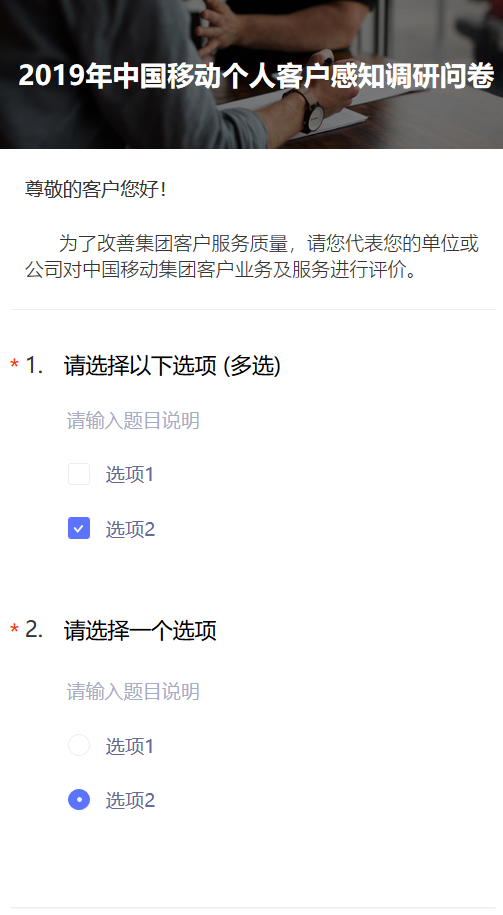 2019年中国移动个人客户感知调研问卷
尊敬的客户您好！
为了改善集团客户服务质量，请您代表您的单位或
公司对中国移动集团客户业务及服务进行评价。
* 1. 请选择以下选项 (多选)
请输入题目说明
选项1
选项2
* 2. 请选择一个选项
请输入题目说明
选项1
选项2